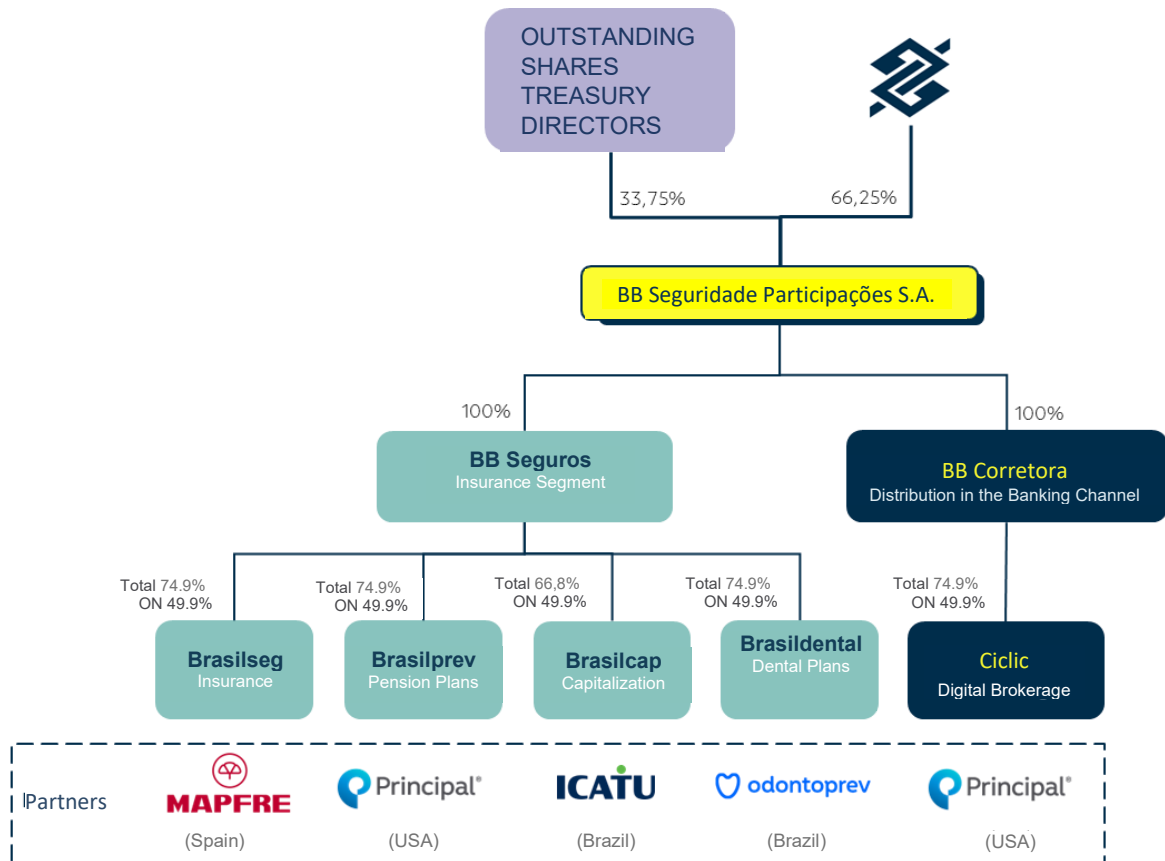 OUTSTANDING
SHARES
TREASURY
DIRECTORS
33,75%
66,25%
BB Seguridade Participações S.A.
100%
100%
BB Seguros
Insurance Segment
BB Corretora
Distribution in the Banking Channel
Total 74.9%
ON 49.9%
Total 74.9%
ON 49.9%
Total 66,8%
ON 49.9%
Total 74.9%
ON 49.9%
Total 74.9%
ON 49.9%
Brasilseg
Insurance
Brasilprev
Pension Plans
Brasilcap
Capitalization
Brasildental
Dental Plans
Ciclic
Digital Brokerage
Partners
MAPFRE
(Spain)
Principal®
(USA)
ICATU
(Brazil)
odontoprev
(Brazil)
Principal®
(USA)